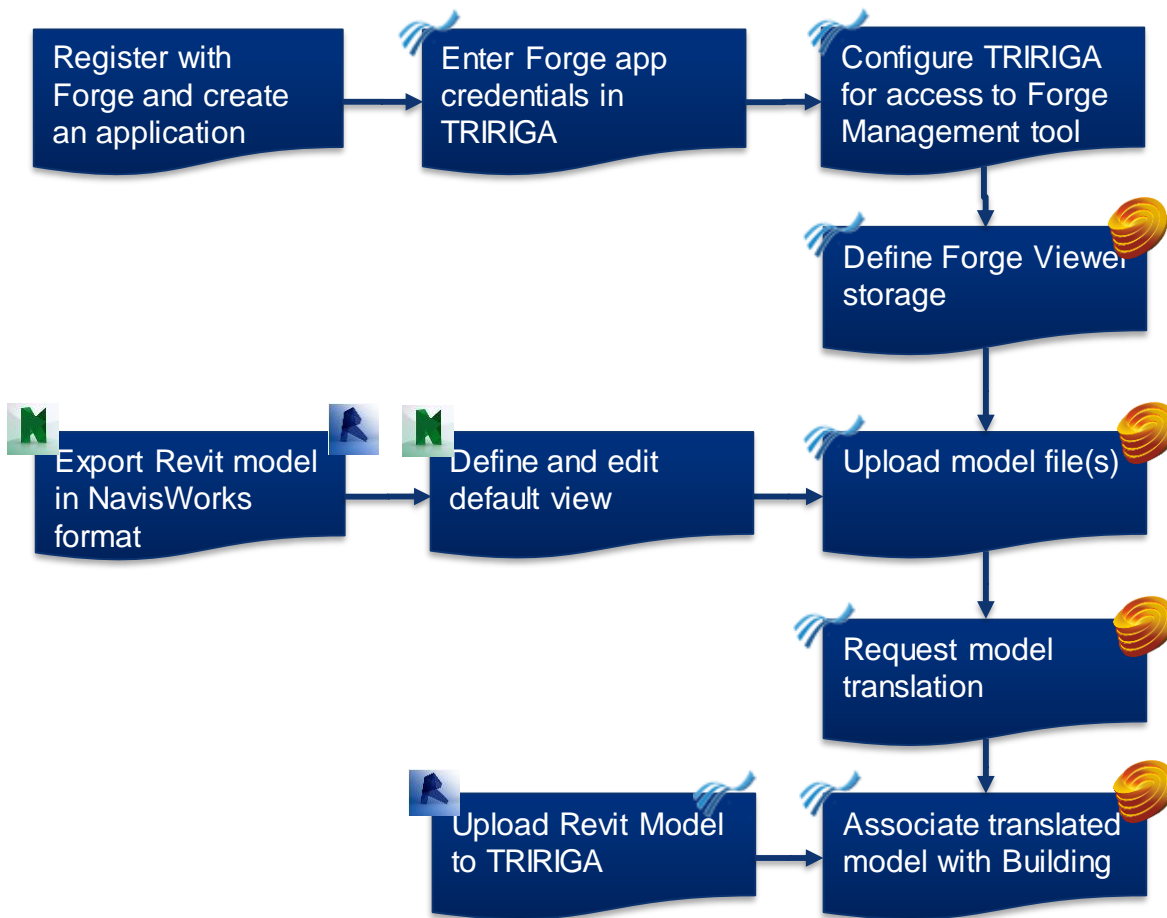 Register with
Forge and create
an application
Enter Forge app
credentials in
TRIRIGA
Configure TRIRIGA
for access to Forge
Management tool
Define Forge Viewer
storage
Export Revit model
in NavisWorks
format
Define and edit
default view
Upload model file(s)
Request model
translation
Upload Revit Model
to TRIRIGA
Associate translated
model with Building